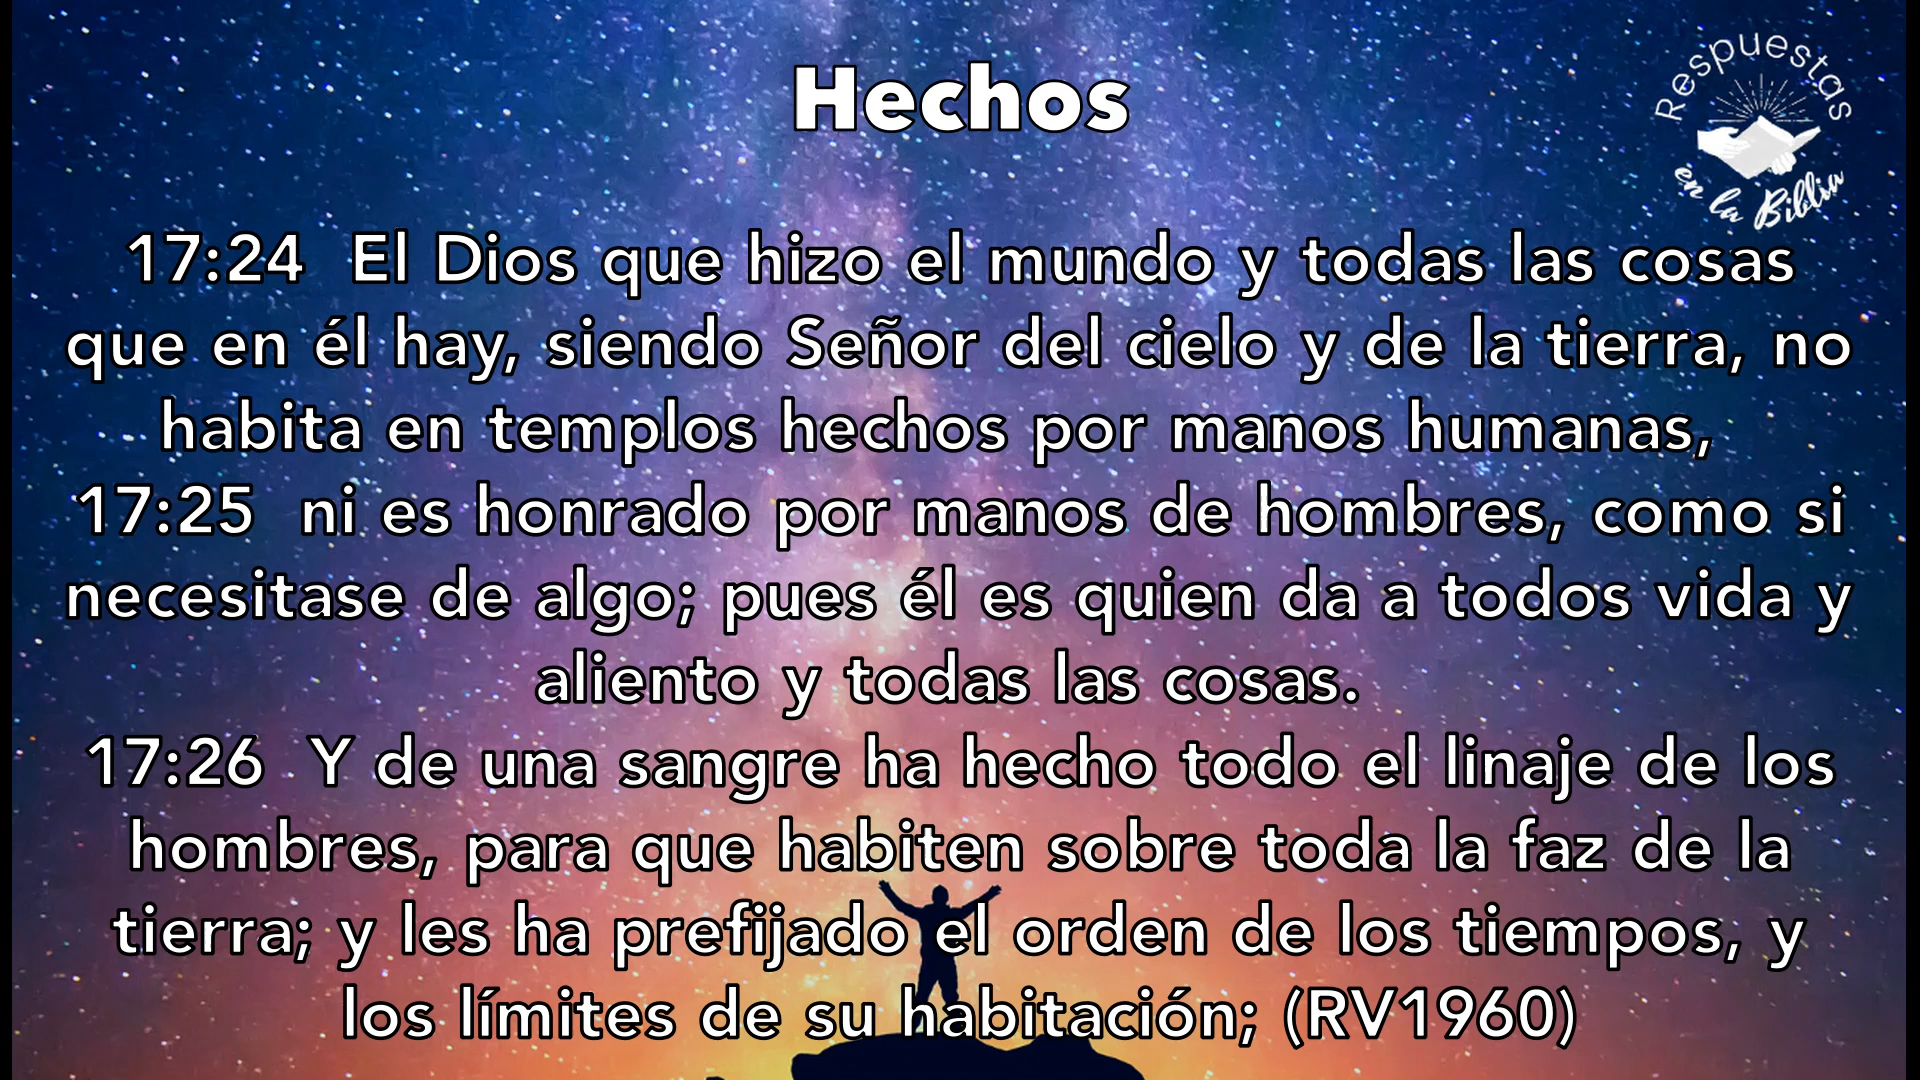 Hechos
Respuestas
en la Biblia
17:24 El Dios que hizo el mundo y todas las cosas
que en él hay, siendo Señor del cielo y de la tierra, no
habita en templos hechos por manos humanas,
17:25 ni es honrado por manos de hombres, como si
necesitase de algo; pues él es quien da a todos vida y
aliento y todas las cosas.
17:26 Y de una sangre ha hecho todo el linaje de los
hombres, para que habiten sobre toda la faz de la
tierra; y les ha prefijado el orden de los tiempos, y
los límites de su habitación; (RV1960)